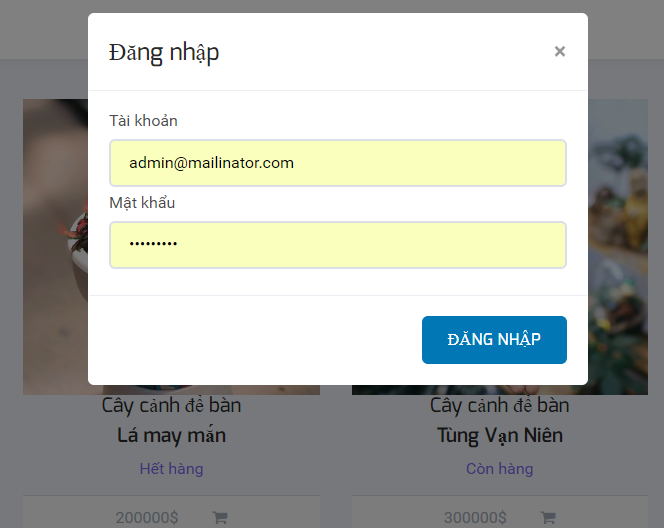 Đăng nhập ×
Tài khoản
admin@mailinator.com
Mật khẩu
•••••••••
ĐĂNG NHẬP
Cây cảnh để bàn
Lá may mắn
Hết hàng
200000$
Cây cảnh để bàn
Tùng Vạn Niên
Còn hàng
300000$